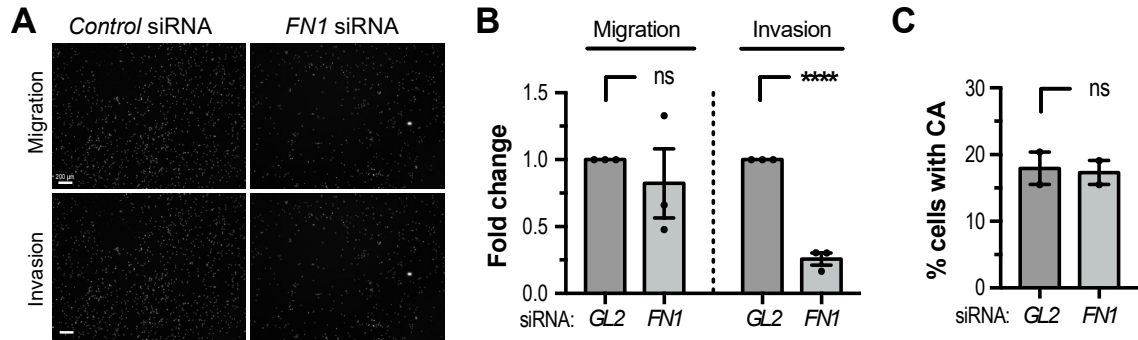 A
Control siRNA
FN1 siRNA
Migration
200 µm
Invasion
B
Migration
Invasion
ns
****
Fold change
1.5
1.0
0.5
0.0
siRNA: GL2 FN1 GL2 FN1
C
ns
% cells with CA
30
20
10
0
siRNA: GL2 FN1